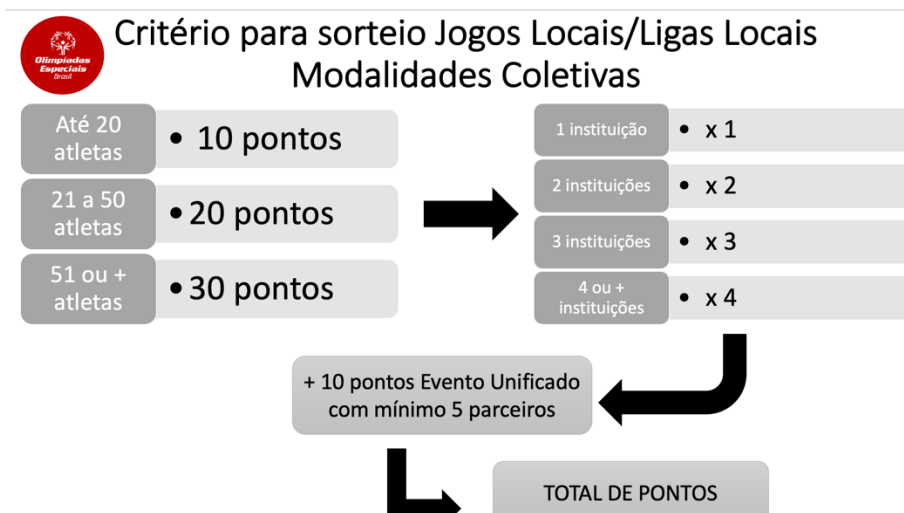 Olimpíadas
Especiais
Brasil
Critério para sorteio Jogos Locais/Ligas Locais
Modalidades Coletivas
Até 20
atletas
• 10 pontos
21 a 50
atletas
• 20 pontos
51 ou +
atletas
• 30 pontos
1 instituição
• x 1
2 instituições
• x 2
3 instituições
• x 3
4 ou +
instituições
• x 4
+ 10 pontos Evento Unificado
com mínimo 5 parceiros
TOTAL DE PONTOS